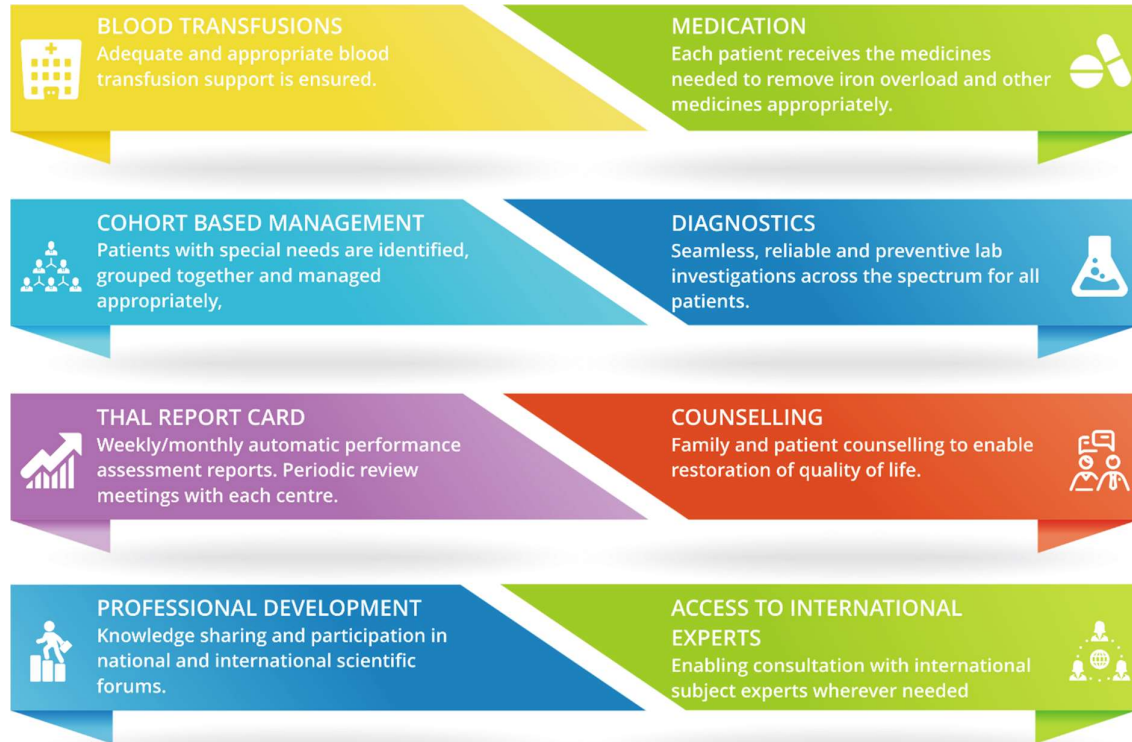 BLOOD TRANSFUSIONS
Adequate and appropriate blood
transfusion support is ensured.
MEDICATION
Each patient receives the medicines
needed to remove iron overload and other
medicines appropriately.
COHORT BASED MANAGEMENT
Patients with special needs are identified,
grouped together and managed
appropriately,
DIAGNOSTICS
Seamless, reliable and preventive lab
investigations across the spectrum for all
patients.
THAL REPORT CARD
Weekly/monthly automatic performance
assessment reports. Periodic review
meetings with each centre.
COUNSELLING
Family and patient counselling to enable
restoration of quality of life.
PROFESSIONAL DEVELOPMENT
Knowledge sharing and participation in
national and international scientific
forums.
ACCESS TO INTERNATIONAL
EXPERTS
Enabling consultation with international
subject experts wherever needed